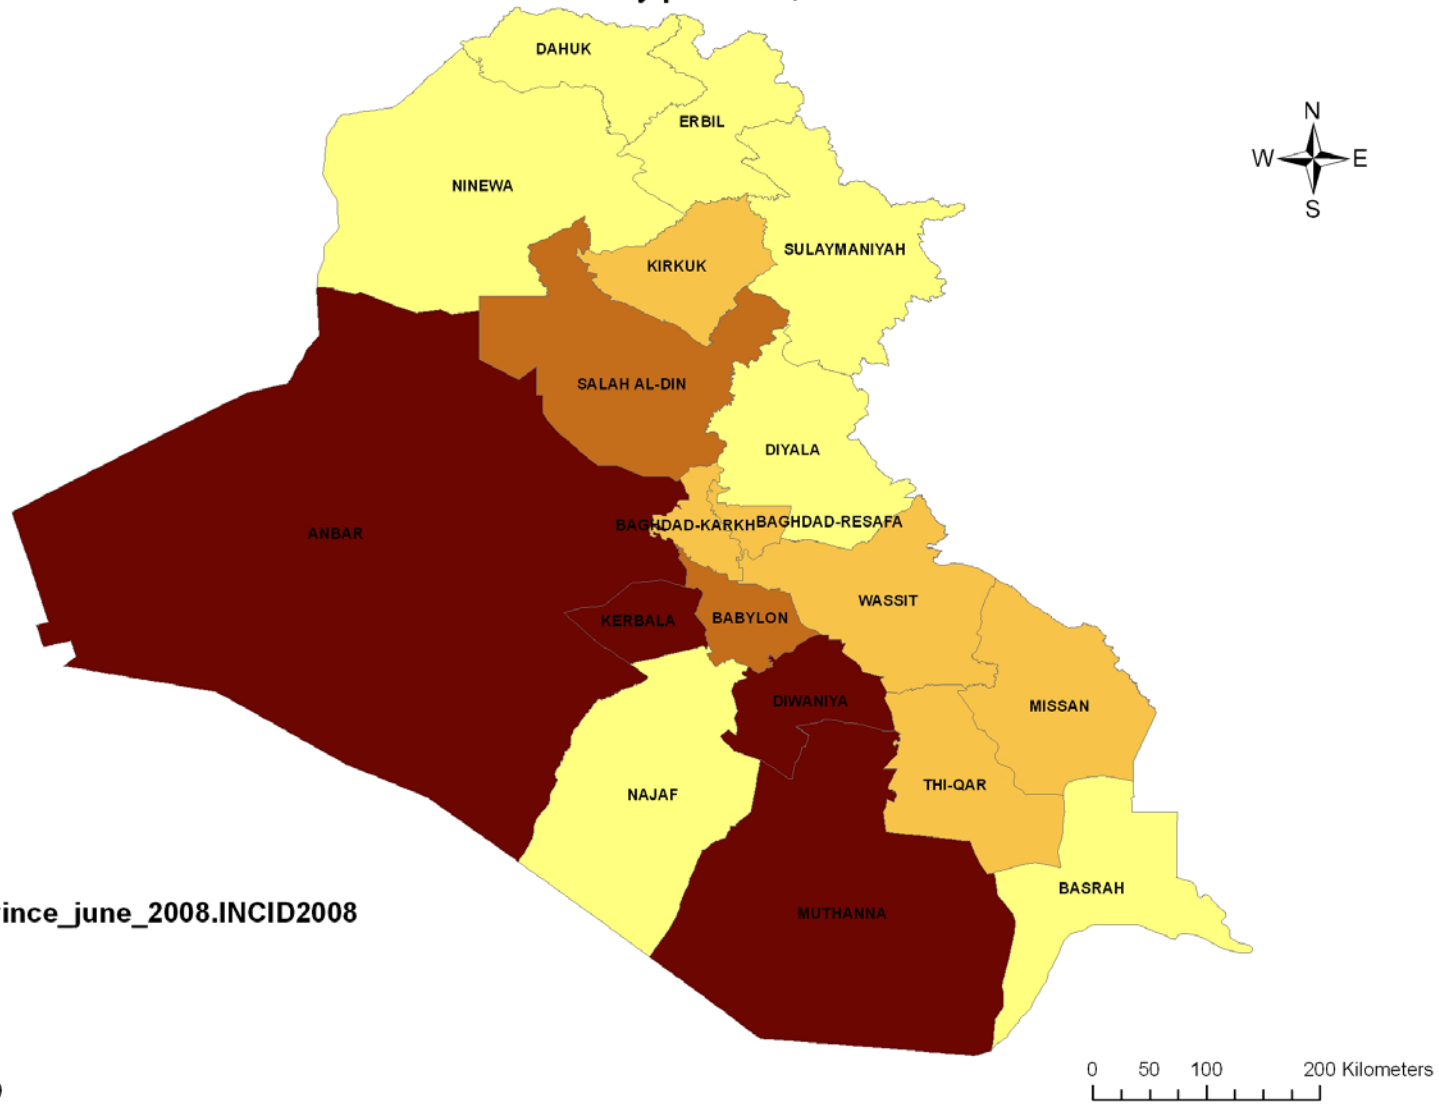 DAHUK
N
ERBIL
W E
NINEWA
S
SULAYMANIYAH
KIRKUK
SALAH AL-DIN
DIYALA
BAGHDAD-KARKH BAGHDAD-RESAFA
ANBAR
WASSIT
KERBALA BABYLON
DIWANIYA
MISSAN
THI-QAR
NAJAF
BASRAH
MUTHANNA
ince_june_2008.INCID2008
0 50 100 200 Kilometers